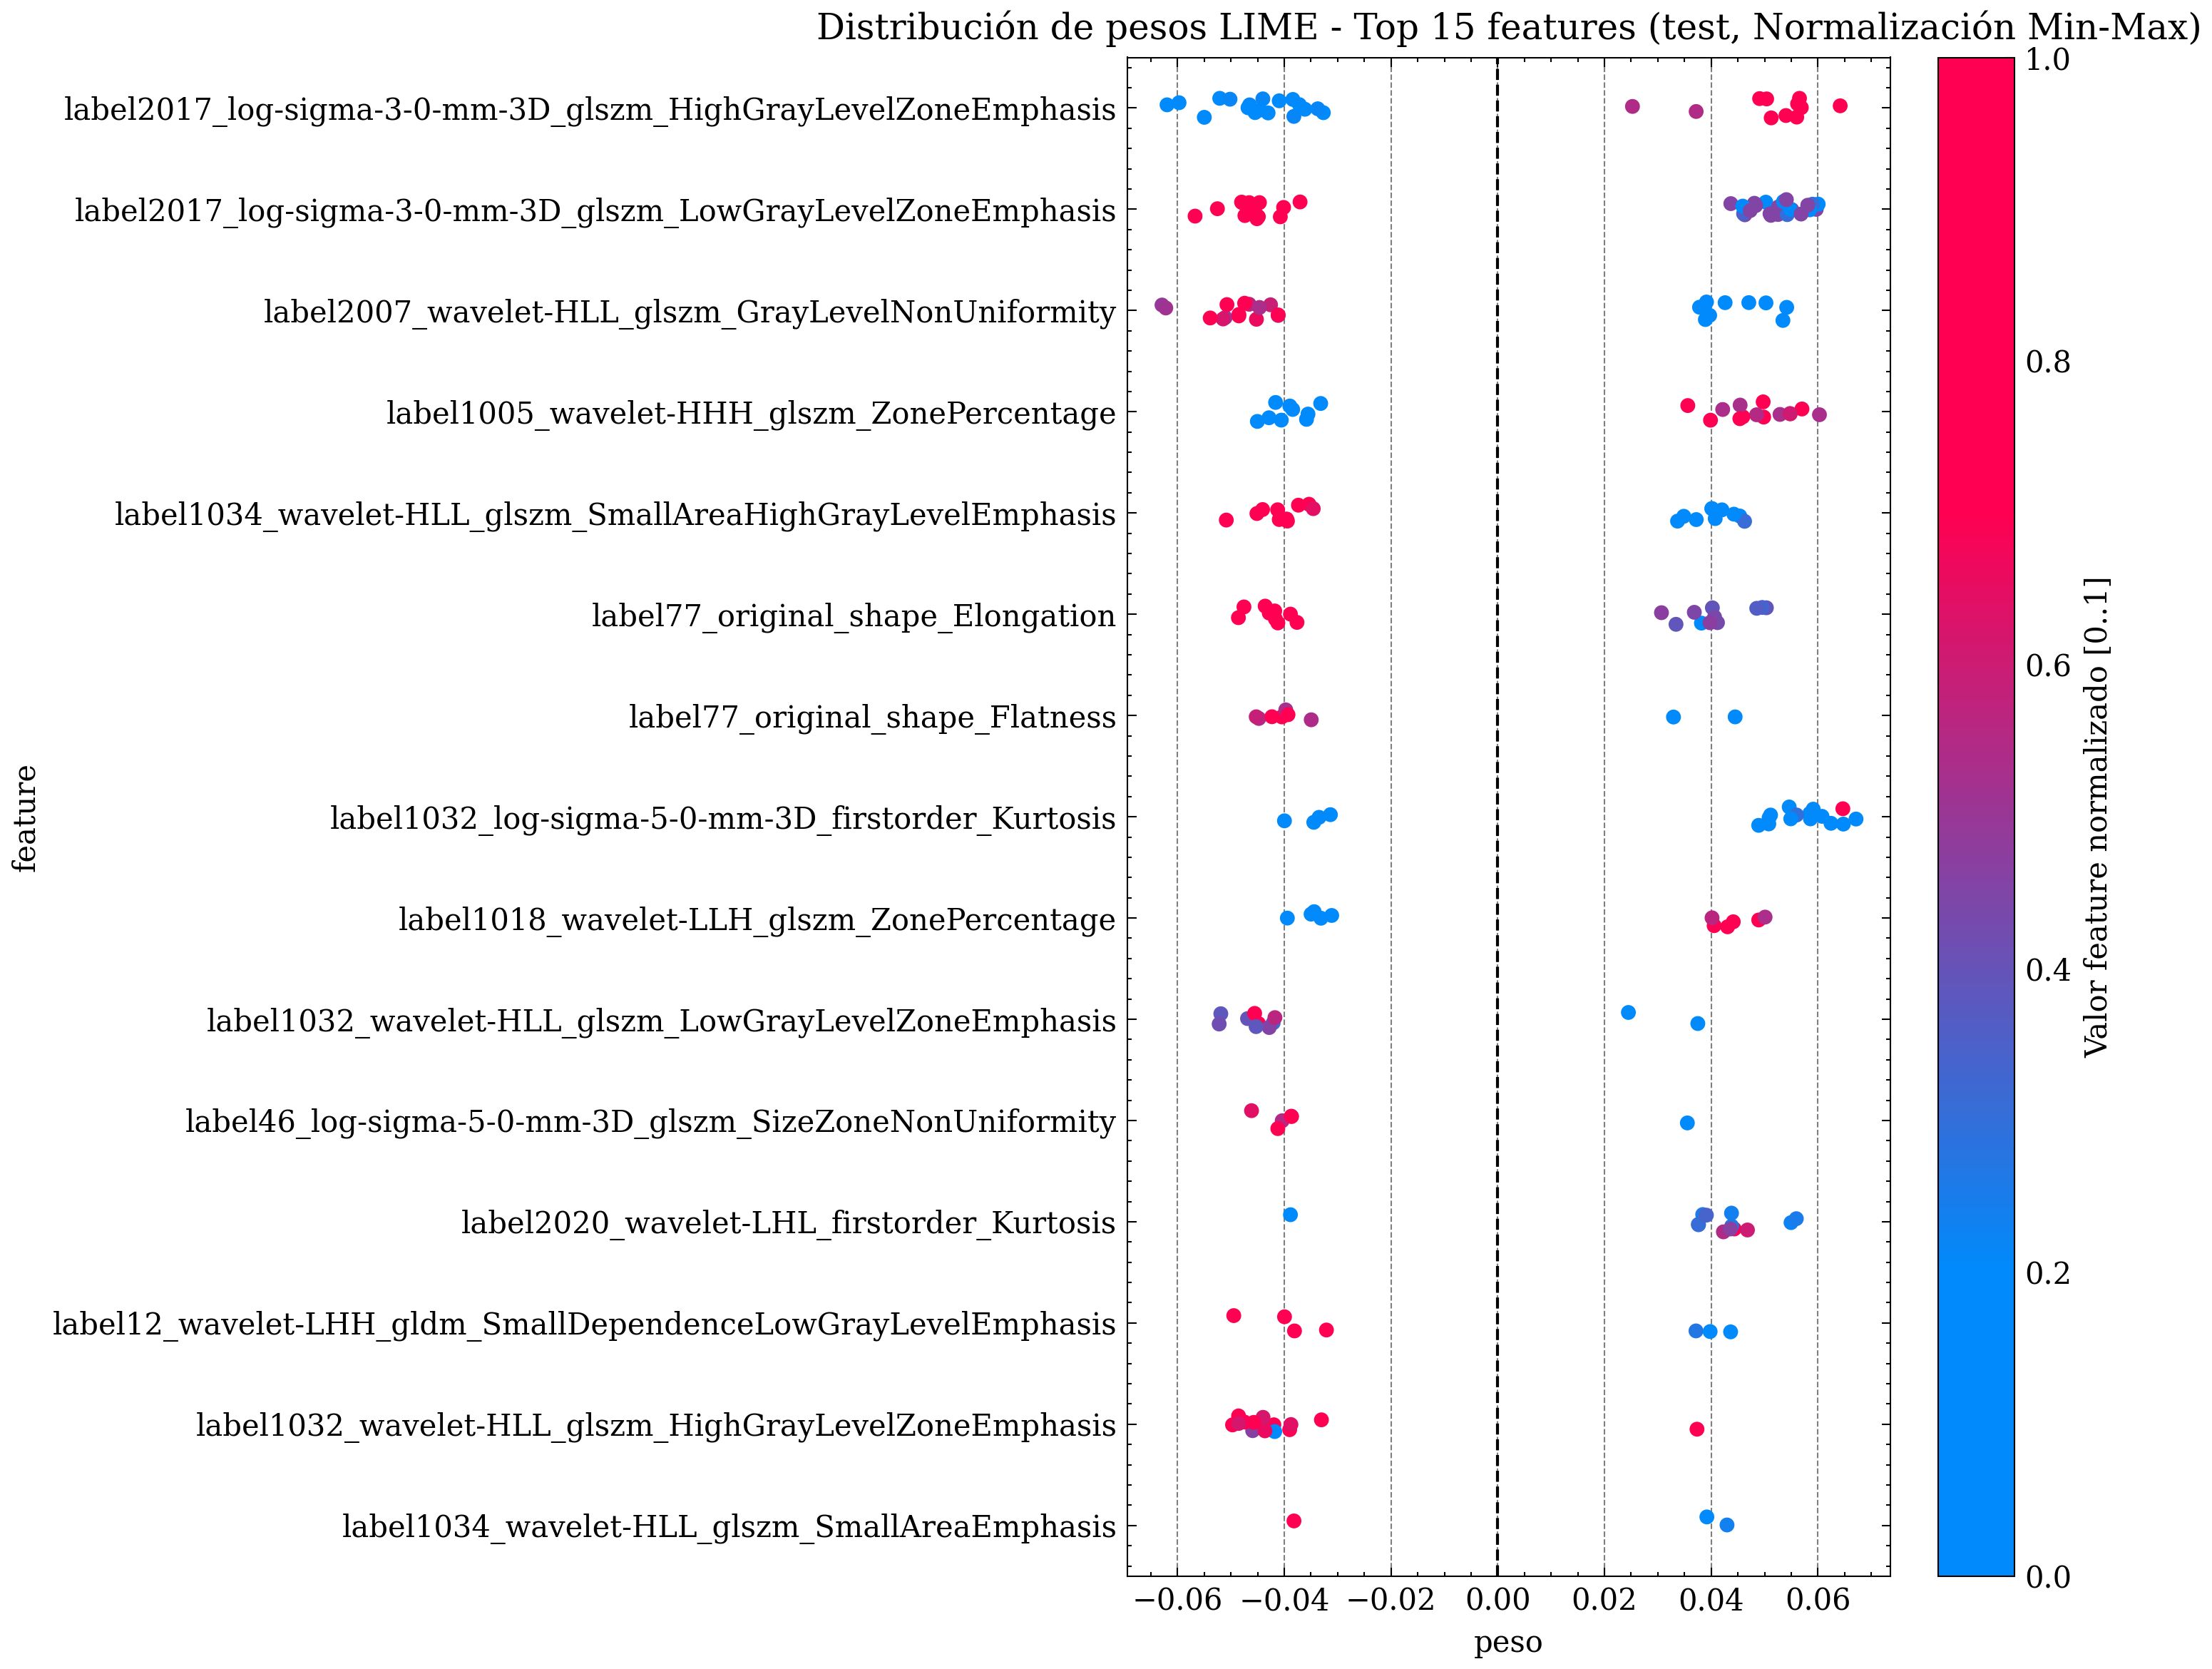 Distribución de pesos LIME - Top 15 features (test, Normalización Min-Max)
feature
label2017_log-sigma-3-0-mm-3D_glszm_HighGrayLevelZoneEmphasis
label2017_log-sigma-3-0-mm-3D_glszm_LowGrayLevelZoneEmphasis
label2007_wavelet-HLL_glszm_GrayLevelNonUniformity
label1005_wavelet-HHH_glszm_ZonePercentage
label1034_wavelet-HLL_glszm_SmallAreaHighGrayLevelEmphasis
label77_original_shape_Elongation
label77_original_shape_Flatness
label1032_log-sigma-5-0-mm-3D_firstorder_Kurtosis
label1018_wavelet-LLH_glszm_ZonePercentage
label1032_wavelet-HLL_glszm_LowGrayLevelZoneEmphasis
label46_log-sigma-5-0-mm-3D_glszm_SizeZoneNonUniformity
label2020_wavelet-LHL_firstorder_Kurtosis
label12_wavelet-LHH_gldm_SmallDependenceLowGrayLevelEmphasis
label1032_wavelet-HLL_glszm_HighGrayLevelZoneEmphasis
label1034_wavelet-HLL_glszm_SmallAreaEmphasis
−0.06 −0.04 −0.02 0.00 0.02 0.04 0.06
peso
1.0
0.8
0.6
0.4
0.2
0.0
Valor feature normalizado [0..1]